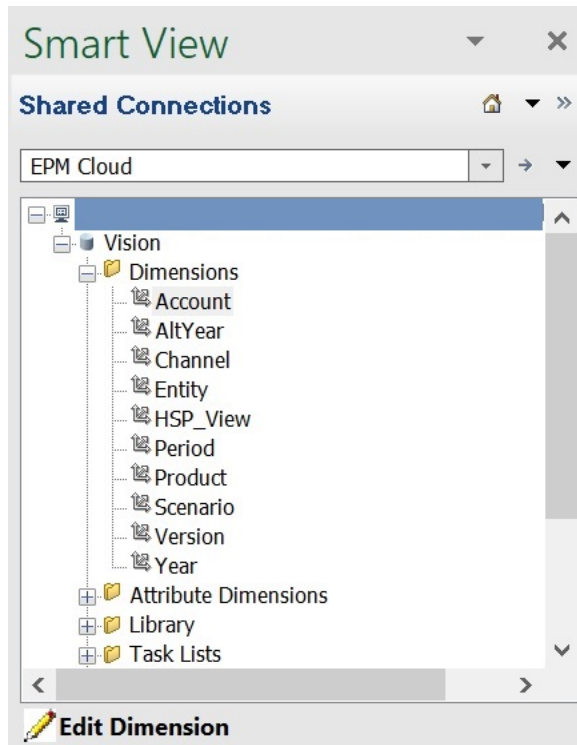 Smart View
Shared Connections
EPM Cloud
Vision
Dimensions
Account
AltYear
Channel
Entity
HSP_View
Period
Product
Scenario
Version
Year
Attribute Dimensions
Library
Task Lists
Edit Dimension